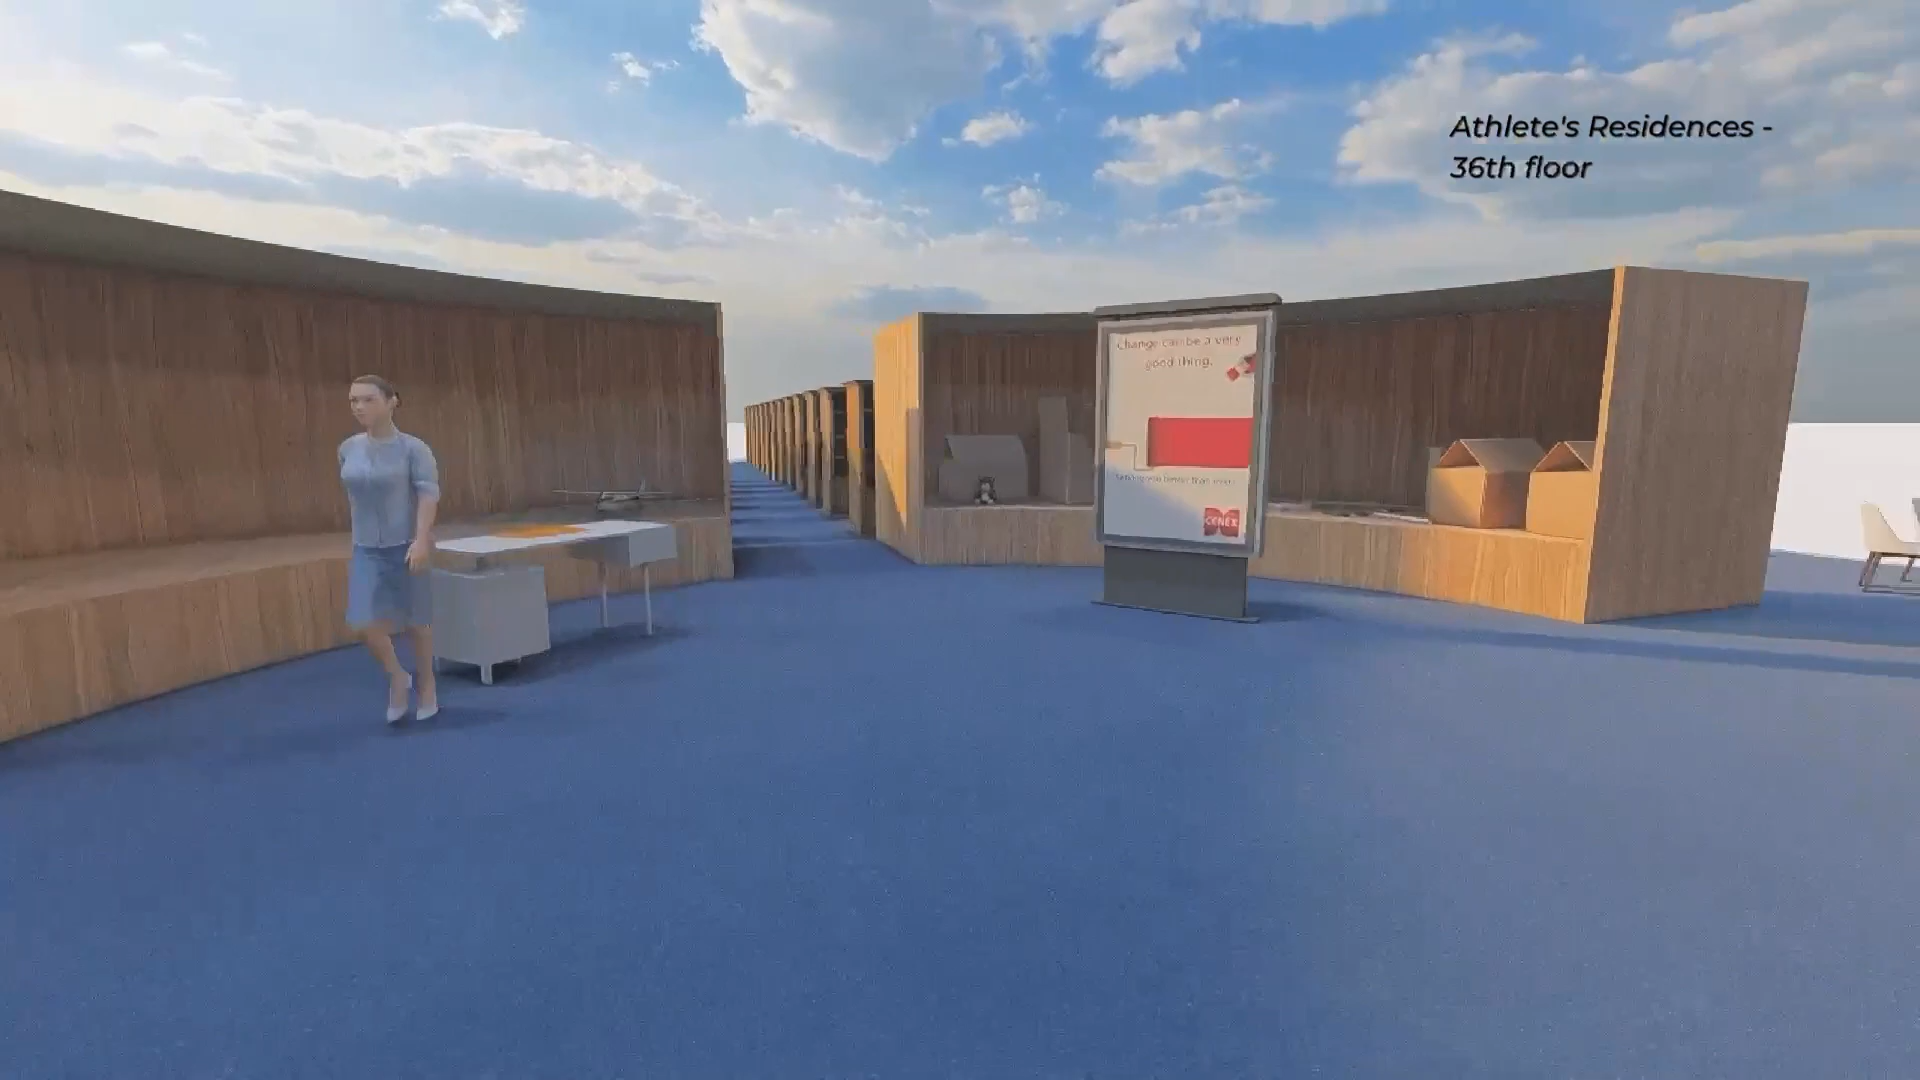 Athlete's Residences -
36th floor
Change can be a very
good thing.
CENEX